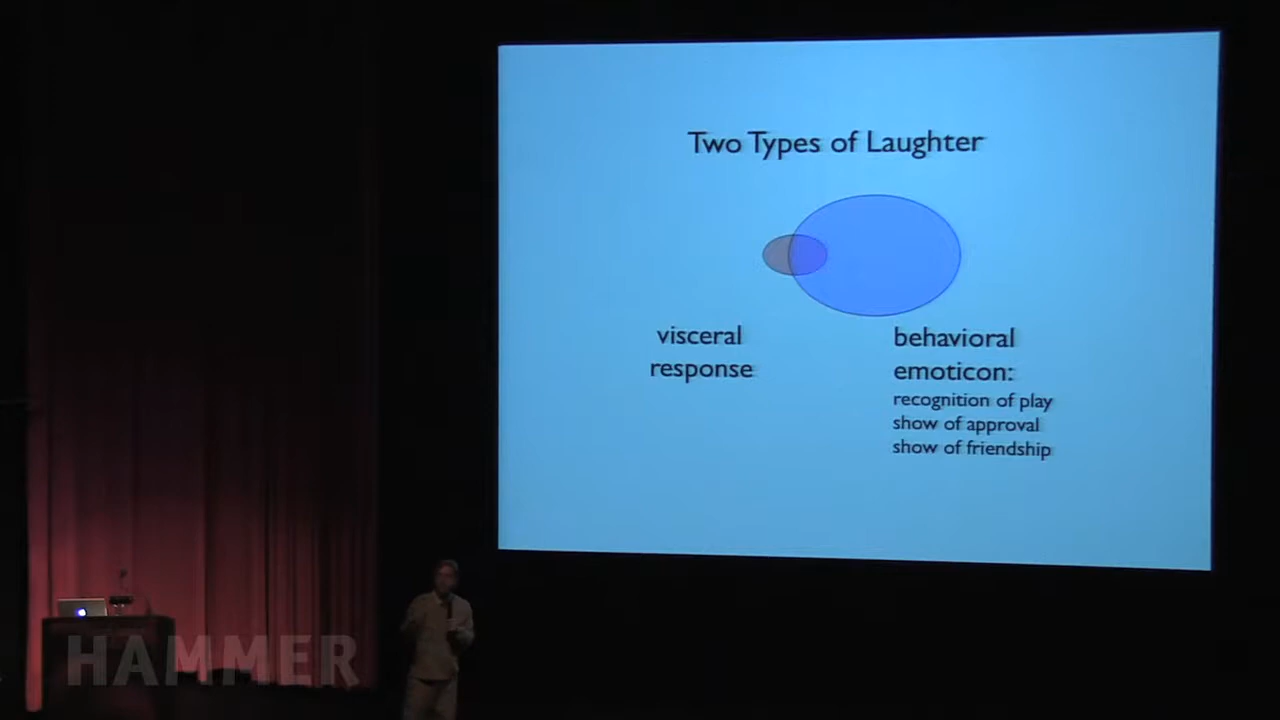 Two Types of Laughter
visceral
response
behavioral
emoticon:
recognition of play
show of approval
show of friendship
HAMMER